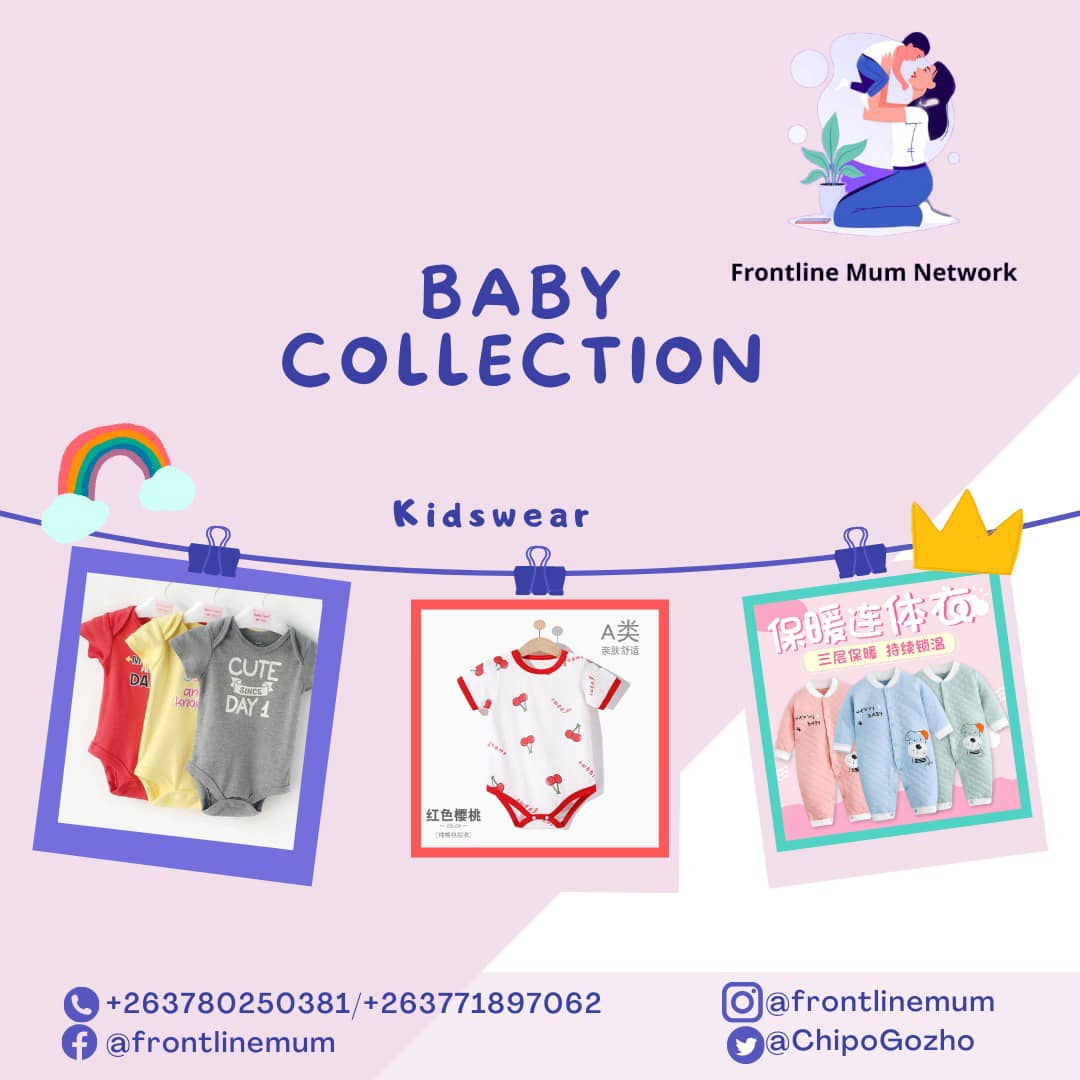 Frontline Mum Network
BABY
COLLECTION
Kidswear
CUTE
SINCE
DAY 1
A类
亲肤舒适
红色樱桃
COLOR
保暖连体衣
三层保暖 持续锁温
BABY
+263780250381/+263771897062
@frontlinemum
@frontlinemum
@ChipoGozho